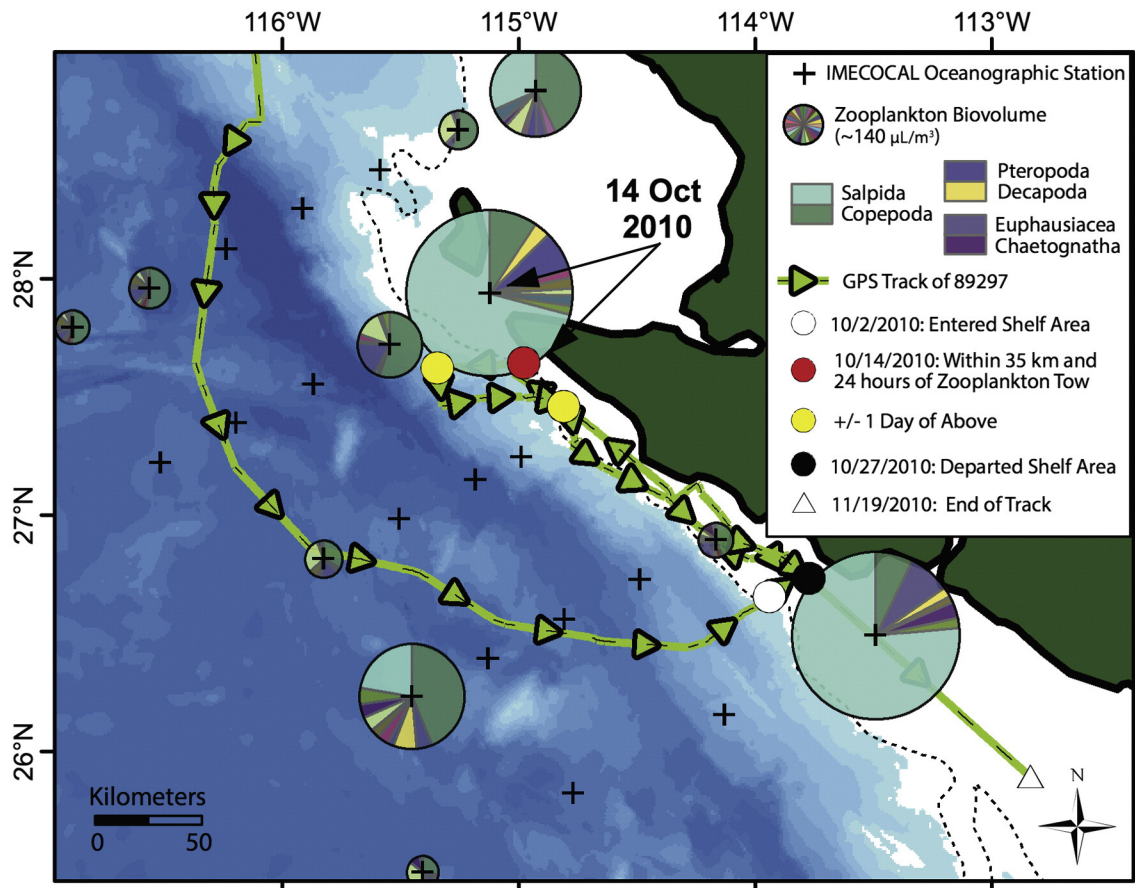 116°W 115°W 114°W 113°W
28°N
27°N
26°N
14 Oct
2010
IMECOCAL Oceanographic Station
Zooplankton Biovolume
(~140 µL/m³)
Salpida
Copepoda
Pteropoda
Decapoda
Euphausiacea
Chaetognatha
GPS Track of 89297
10/2/2010: Entered Shelf Area
10/14/2010: Within 35 km and
24 hours of Zooplankton Tow
+/- 1 Day of Above
10/27/2010: Departed Shelf Area
11/19/2010: End of Track
Kilometers
0 50
N